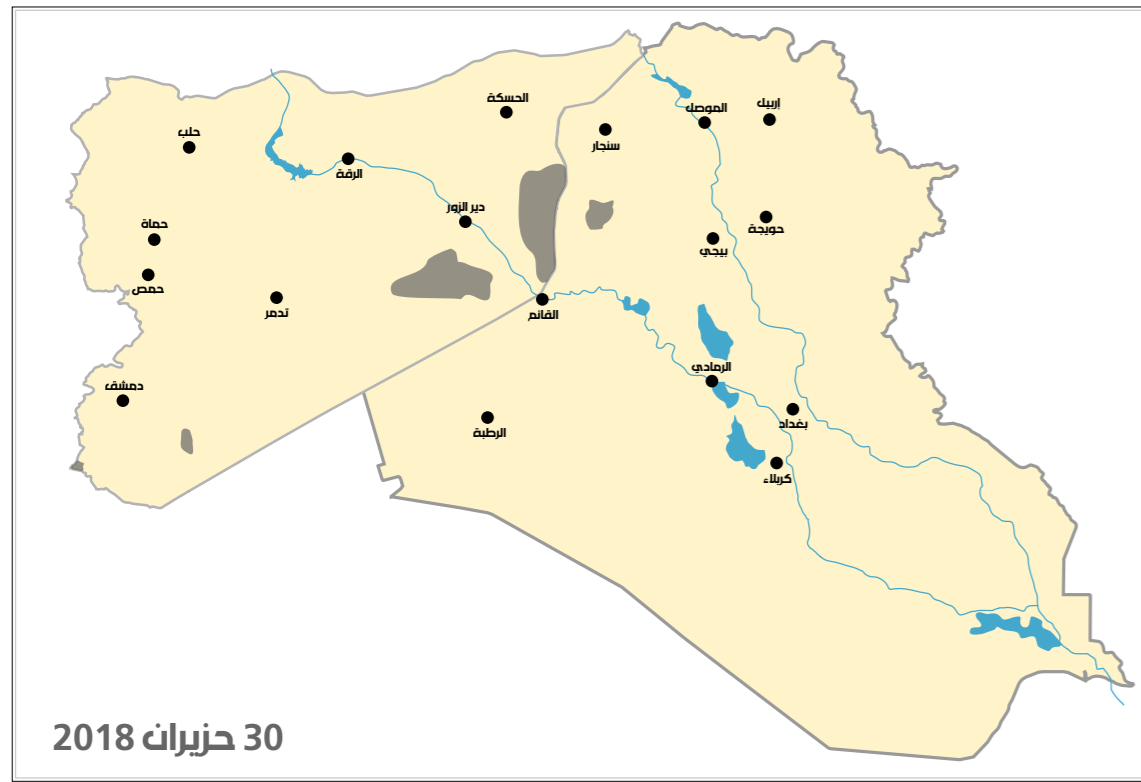 الحسكة
إربيل
الموصل
سنجار
حلب
الرقة
دير الزور
حويجة
حماة
بيجي
حمص
تدمر
القائم
الرمادي
دمشق
الرطبة
بغداد
كربلاء
30 حزيران 2018